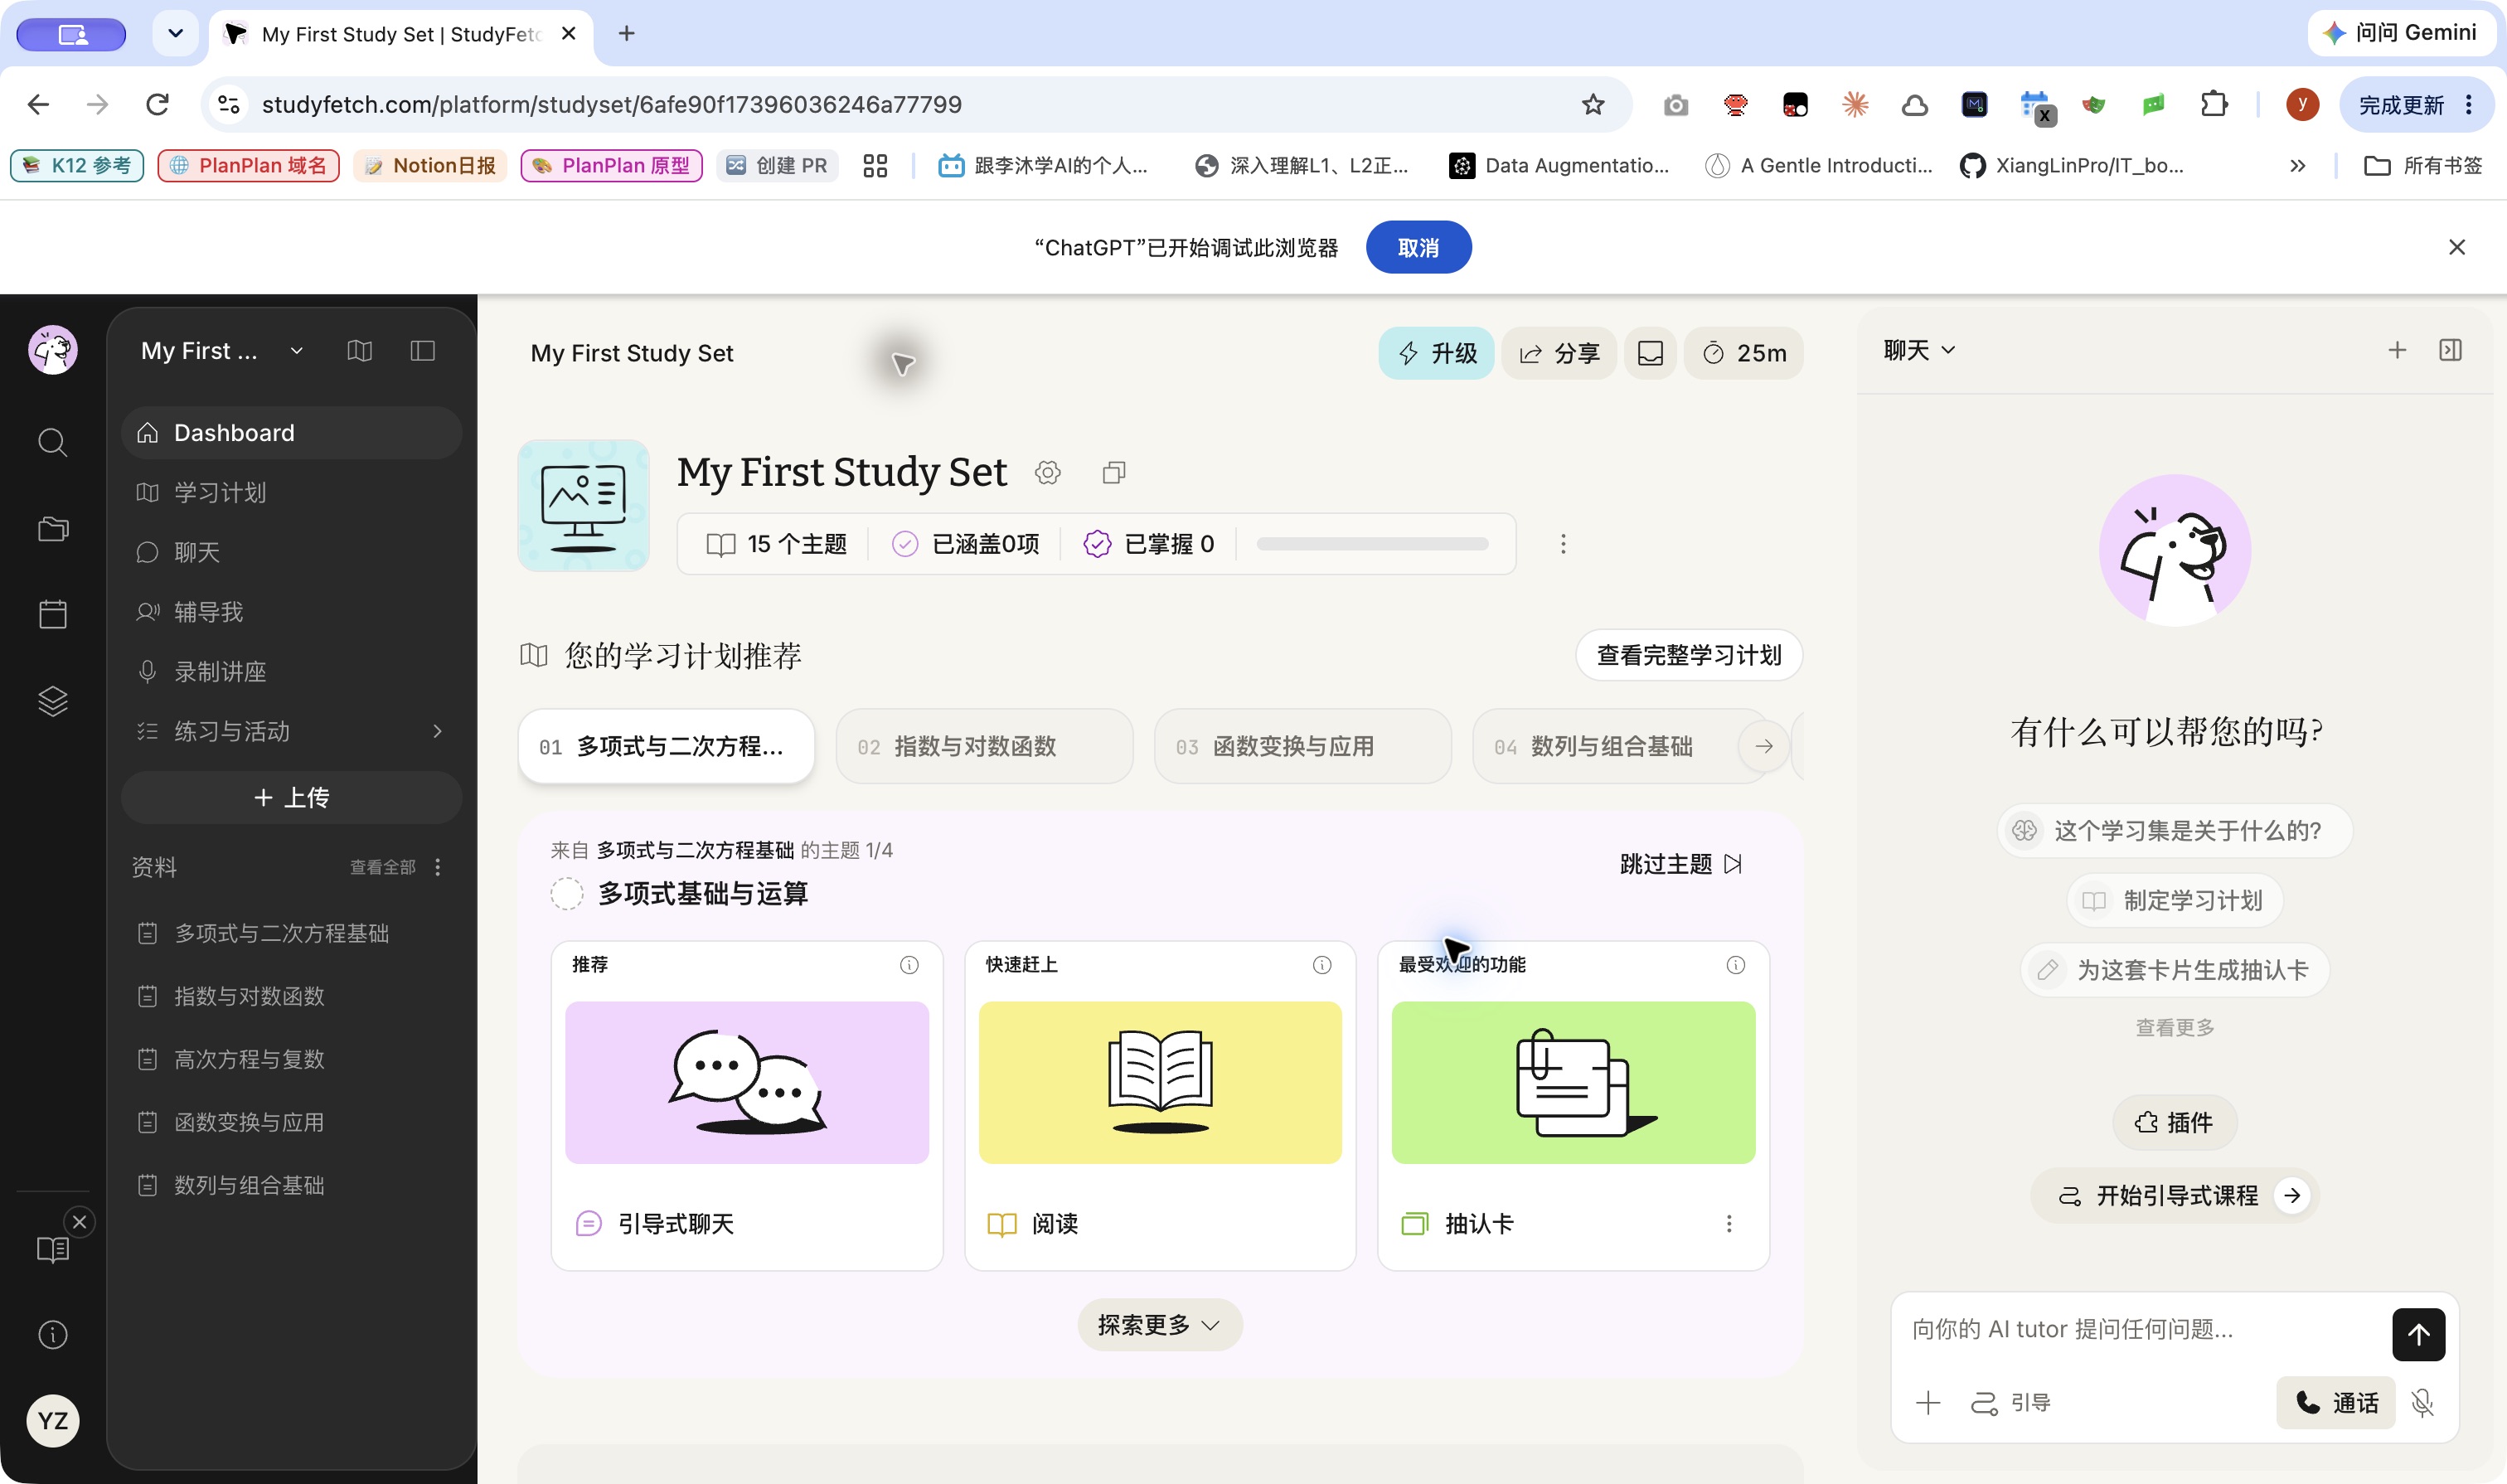 My First Study Set | StudyFetc
问问 Gemini
studyfetch.com/platform/studyset/6afe90f17396036246a77799
X
y
完成更新
K12 参考
PlanPlan 域名
Notion日报
PlanPlan 原型
创建 PR
跟李沐学AI的个人...
深入理解L1、L2正...
Data Augmentatio...
A Gentle Introducti...
XiangLinPro/IT_bo...
所有书签
“ChatGPT”已开始调试此浏览器
取消
My First ...
Dashboard
学习计划
聊天
辅导我
录制讲座
练习与活动
+ 上传
资料
查看全部
多项式与二次方程基础
指数与对数函数
高次方程与复数
函数变换与应用
数列与组合基础
YZ
My First Study Set
升级
分享
25m
My First Study Set
15 个主题
已涵盖0项
已掌握 0
您的学习计划推荐
查看完整学习计划
01 多项式与二次方程...
02 指数与对数函数
03 函数变换与应用
04 数列与组合基础
来自 多项式与二次方程基础 的主题 1/4
多项式基础与运算
跳过主题
推荐
引导式聊天
快速赶上
阅读
最受欢迎的功能
抽认卡
探索更多
聊天
有什么可以帮您的吗?
这个学习集是关于什么的?
制定学习计划
为这套卡片生成抽认卡
查看更多
插件
开始引导式课程
向你的 AI tutor 提问任何问题...
引导
通话